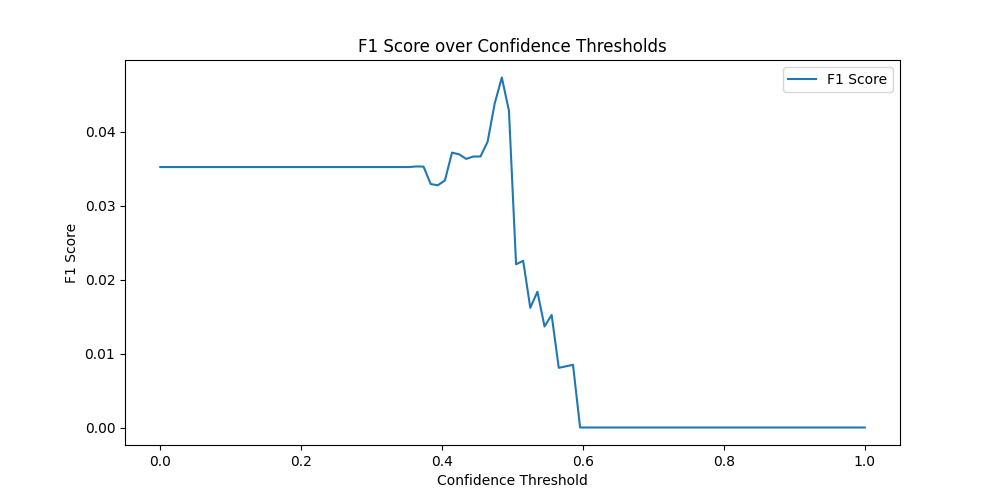 F1 Score over Confidence Thresholds
F1 Score
0.04
0.03
0.02
0.01
0.00
F1 Score
0.0 0.2 0.4 0.6 0.8 1.0
Confidence Threshold